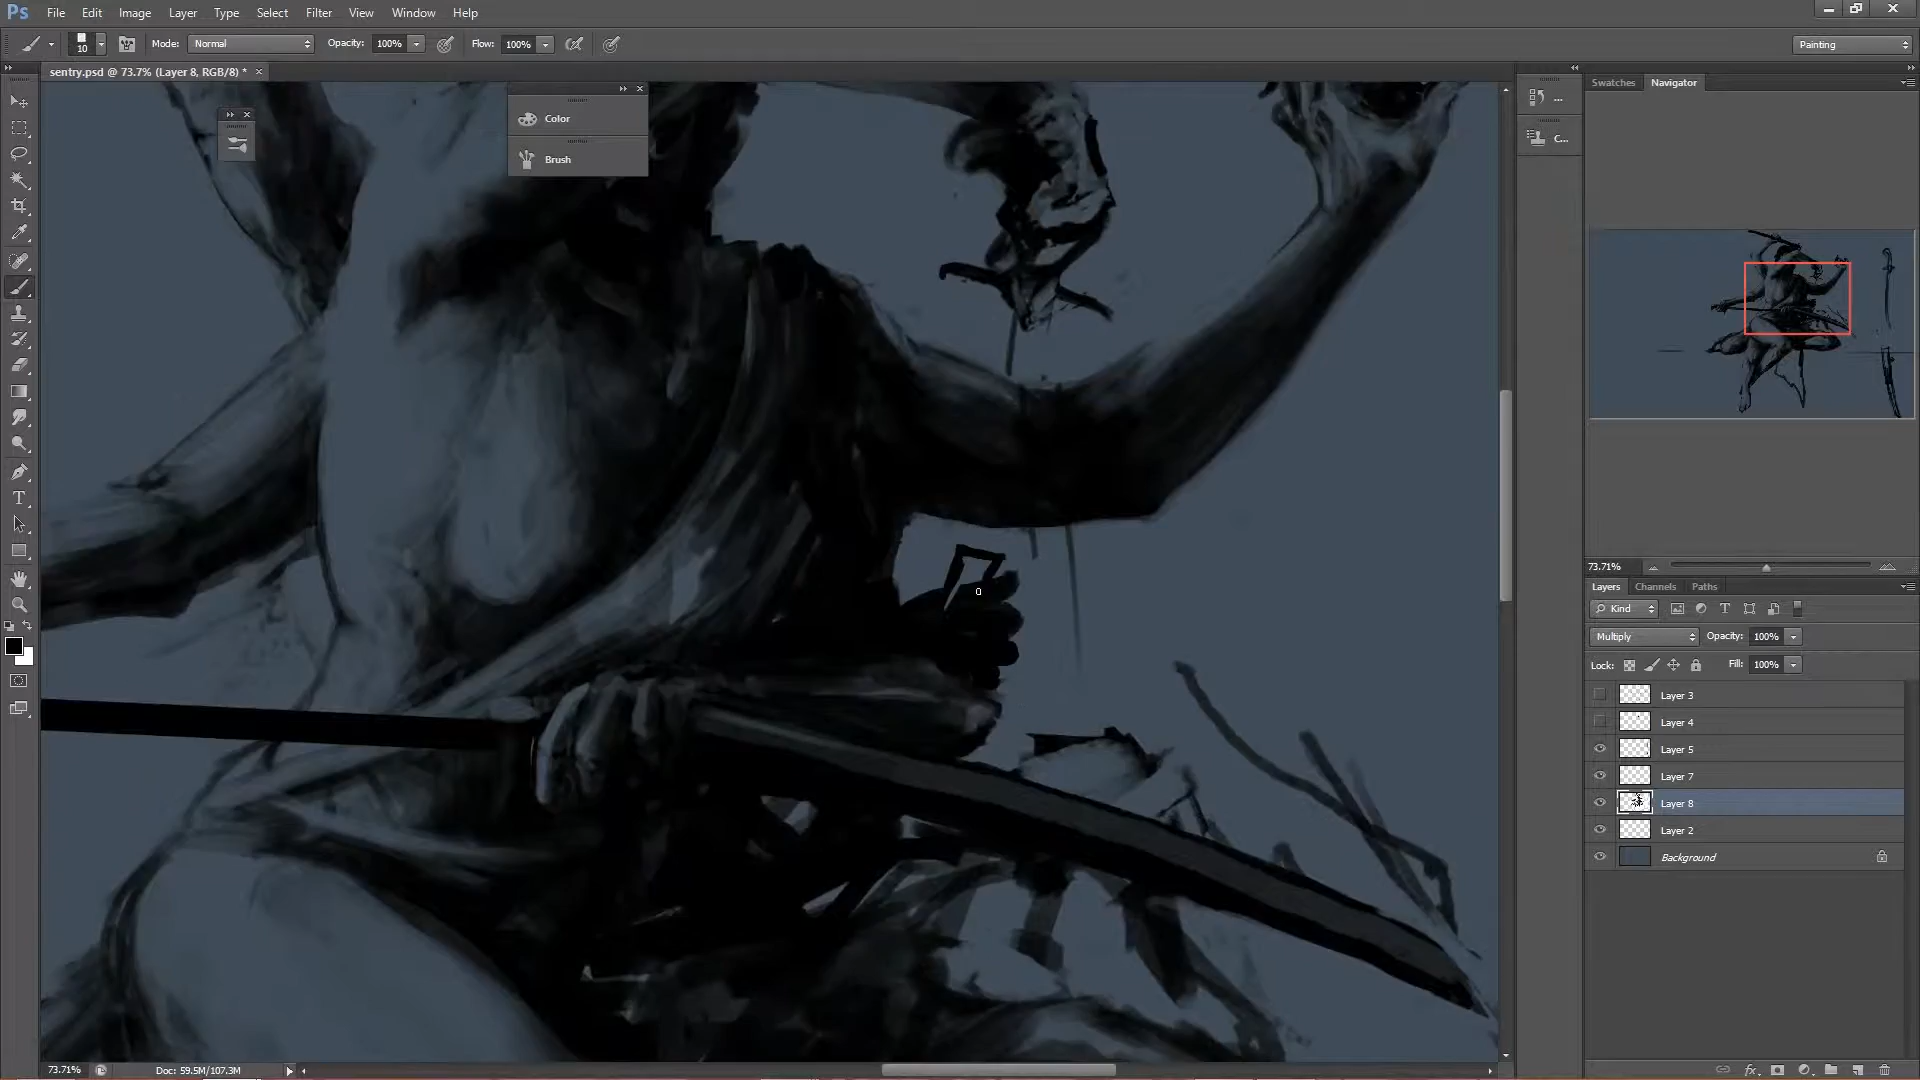 Ps File Edit Image Layer Type Select Filter View Window Help
10 Mode: Normal Opacity: 100% Flow: 100% Painting
sentry.psd @ 73.7% (Layer 8, RGB/8) *
Swatches Navigator
Color
Brush
...
C...
73.71%
Layers Channels Paths
Kind
Multiply Opacity: 100%
Lock: Fill: 100%
Layer 3
Layer 4
Layer 5
Layer 7
Layer 8
Layer 2
Background
73.71% Doc: 59.5M/107.3M
fx